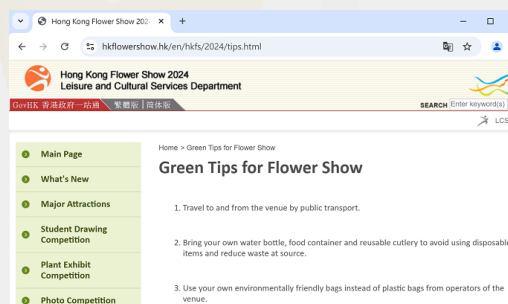 Hong Kong Flower Show 202
hkflowershow.hk/en/hkfs/2024/tips.html
Hong Kong Flower Show 2024
Leisure and Cultural Services Department
GovHK 香港政府一站通 繁體版 简体版
SEARCH Enter keyword(s)
LCS
Home > Green Tips for Flower Show
Green Tips for Flower Show
Main Page
What's New
Major Attractions
Student Drawing
Competition
Plant Exhibit
Competition
Photo Competition
1. Travel to and from the venue by public transport.
2. Bring your own water bottle, food container and reusable cutlery to avoid using disposable
items and reduce waste at source.
3. Use your own environmentally friendly bags instead of plastic bags from operators of the
venue.